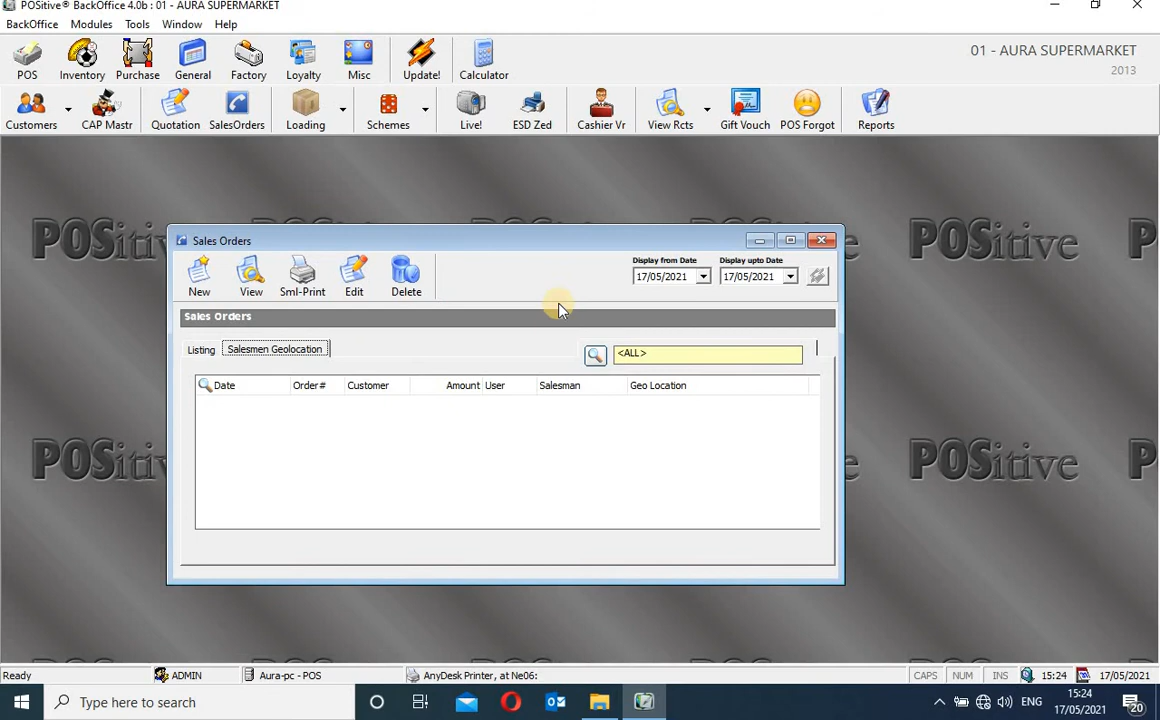 POSitive® BackOffice 4.0b : 01 - AURA SUPERMARKET
BackOffice Modules Tools Window Help
POS Inventory Purchase General Factory Loyalty Misc Update! Calculator
01 - AURA SUPERMARKET
2013
Customers CAP Mastr Quotation SalesOrders Loading Schemes Live! ESD Zed Cashier Vr View Rcts Gift Vouch POS Forgot Reports
POSitive
POSitive
Sales Orders
Display from Date Display upto Date
17/05/2021 17/05/2021
New View Sml-Print Edit Delete
Sales Orders
Listing Salesmen Geolocation <ALL>
Date Order# Customer Amount User Salesman Geo Location
POSitive
POSitive
Ready ADMIN Aura-pc - POS AnyDesk Printer, at Ne06: CAPS NUM INS 15:24 17/05/2021
Type here to search
ENG
15:24
17/05/2021
20